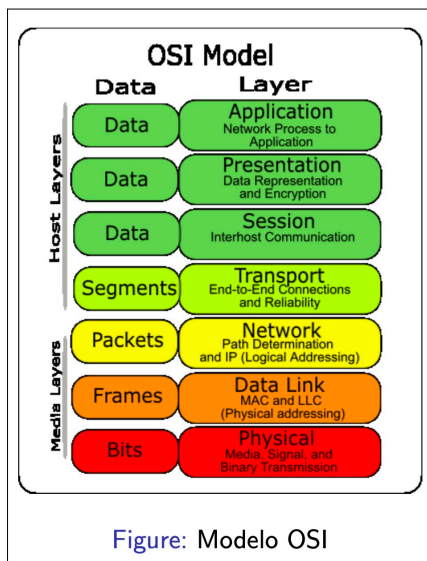 OSI Model
Data Layer
Host Layers
Data
Application
Network Process to
Application
Data
Presentation
Data Representation
and Encryption
Data
Session
Interhost Communication
Segments
Transport
End-to-End Connections
and Reliability
Media Layers
Packets
Network
Path Determination
and IP (Logical Addressing)
Frames
Data Link
MAC and LLC
(Physical addressing)
Bits
Physical
Media, Signal, and
Binary Transmission
Figure: Modelo OSI